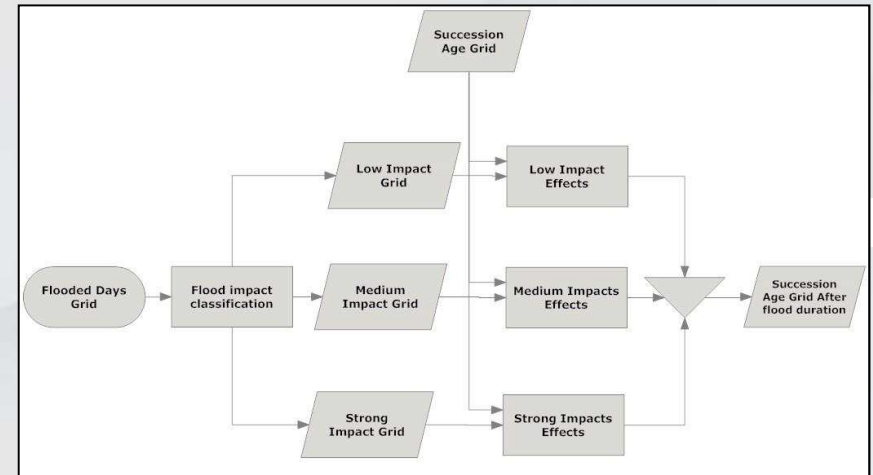 Succession
Age Grid
Low Impact
Grid
Low Impact
Effects
Flooded Days
Grid
Flood impact
classification
Medium
Impact Grid
Medium Impacts
Effects
Succession
Age Grid After
flood duration
Strong
Impact Grid
Strong Impacts
Effects